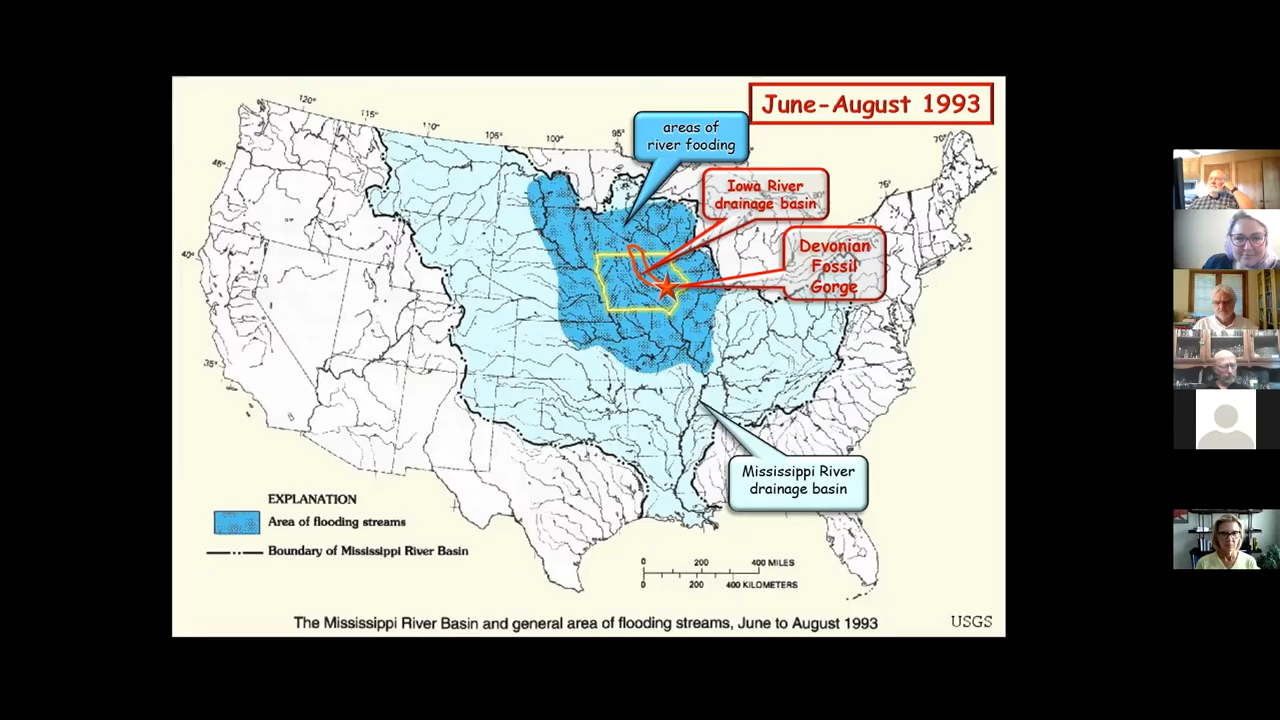 June-August 1993
120°
115°
110°
105°
100°
95°
80°
75°
70°
45°
40°
35°
areas of
river fooding
Iowa River
drainage basin
Devonian
Fossil
Gorge
Mississippi River
drainage basin
EXPLANATION
Area of flooding streams
Boundary of Mississippi River Basin
0 200 400 MILES
0 200 400 KILOMETERS
The Mississippi River Basin and general area of flooding streams, June to August 1993
USGS